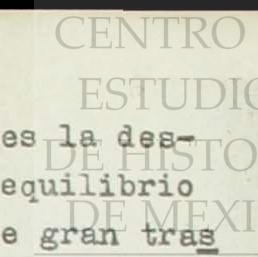 CENTRO
ESTUDIO
es la des-
DE HISTO
equilibrio
DE MEXI
e gran tras